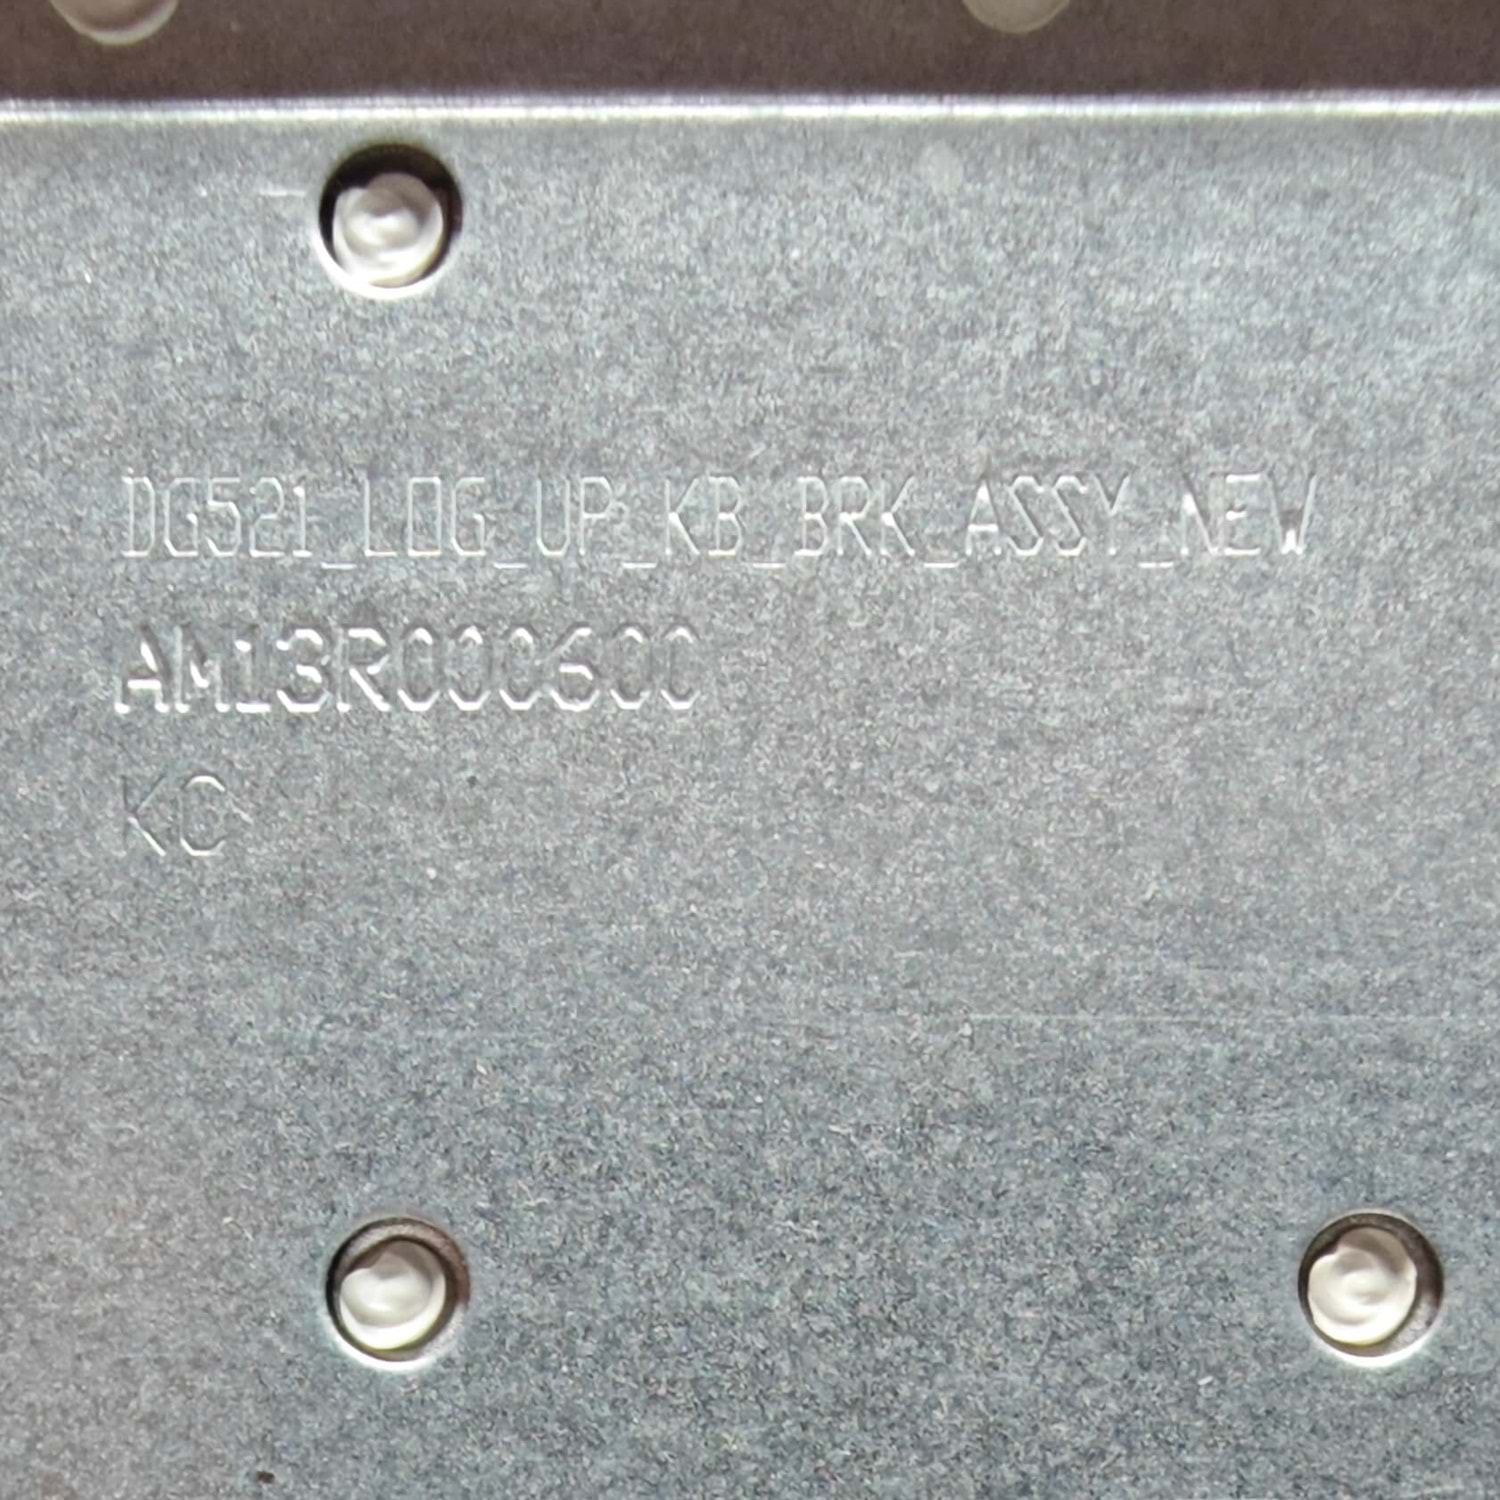 DG521_LOG_UP_KB_BRK_ASSY_NEW
AM13R000600
KC